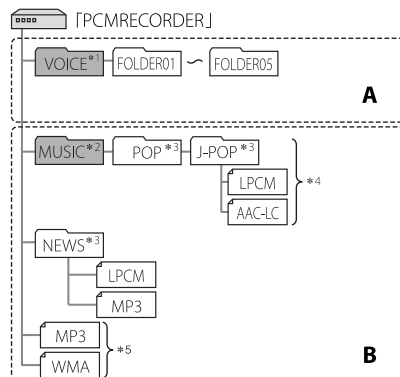 「PCMRECORDER」
VOICE*1 FOLDER01 ～ FOLDER05
A
MUSIC*2 POP*3 J-POP*3
LPCM
*4
AAC-LC
NEWS*3
LPCM
MP3
MP3
*5
WMA
B